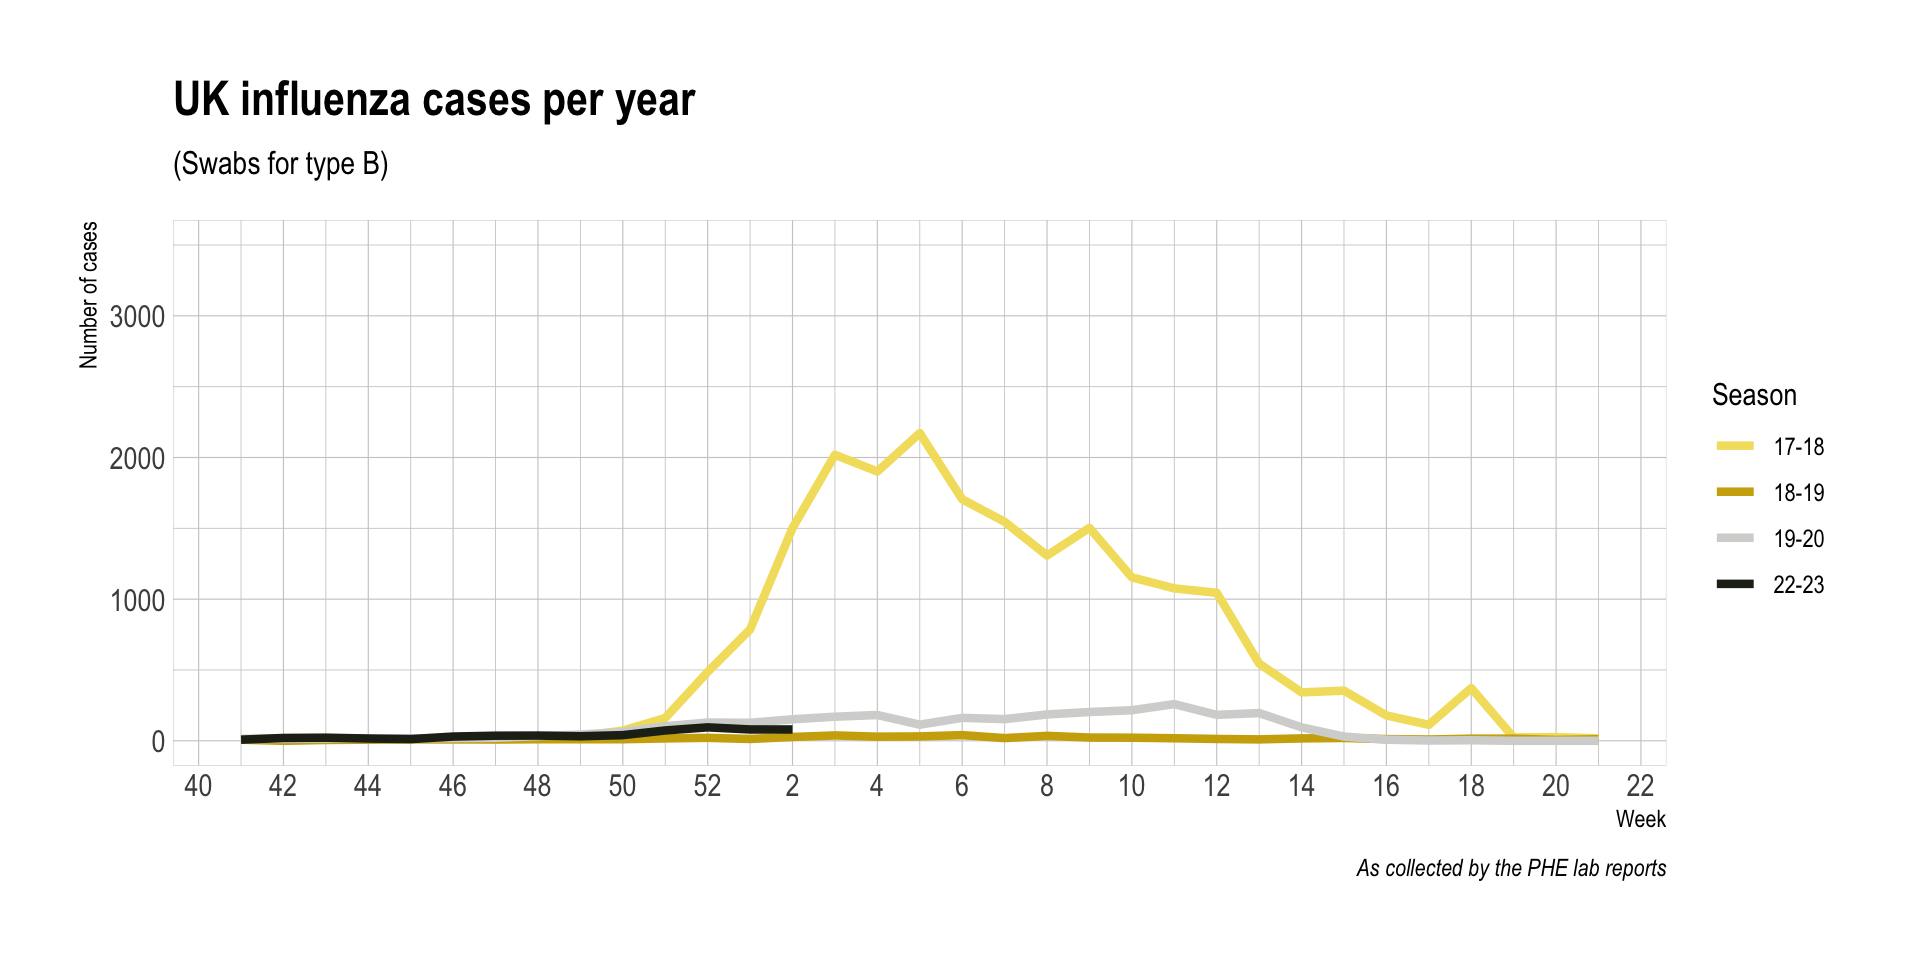 UK influenza cases per year
(Swabs for type B)
Number of cases
3000
2000
1000
0
40 42 44 46 48 50 52 2 4 6 8 10 12 14 16 18 20 22
Week
Season
17-18
18-19
19-20
22-23
As collected by the PHE lab reports